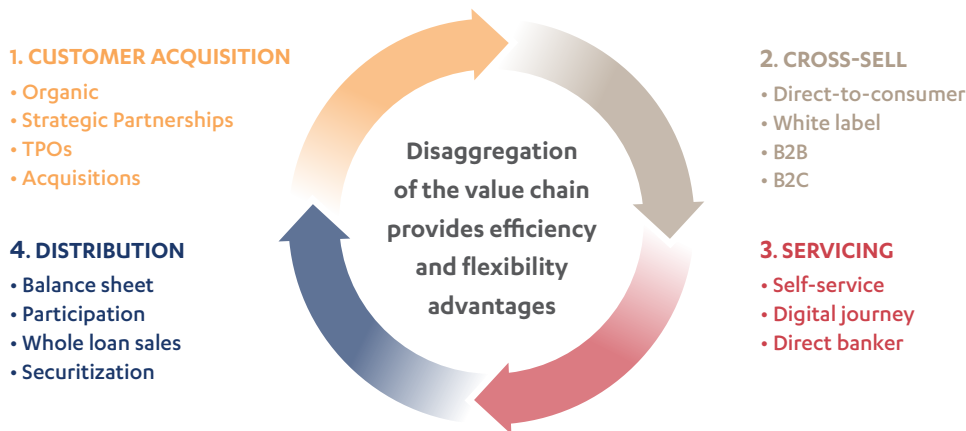 1. CUSTOMER ACQUISITION
• Organic
• Strategic Partnerships
• TPOs
• Acquisitions
2. CROSS-SELL
• Direct-to-consumer
• White label
• B2B
• B2C
Disaggregation
of the value chain
provides efficiency
and flexibility
advantages
3. SERVICING
• Self-service
• Digital journey
• Direct banker
4. DISTRIBUTION
• Balance sheet
• Participation
• Whole loan sales
• Securitization